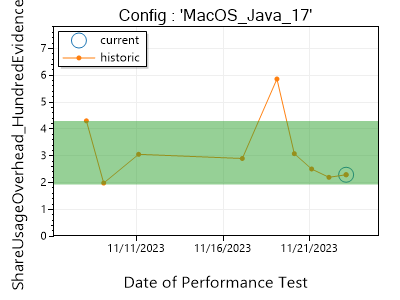 Config : 'MacOS_Java_17'
ShareUsageOverhead_HundredEvidence
current
historic
7
6
5
4
3
2
1
0
11/11/2023
11/16/2023
11/21/2023
Date of Performance Test